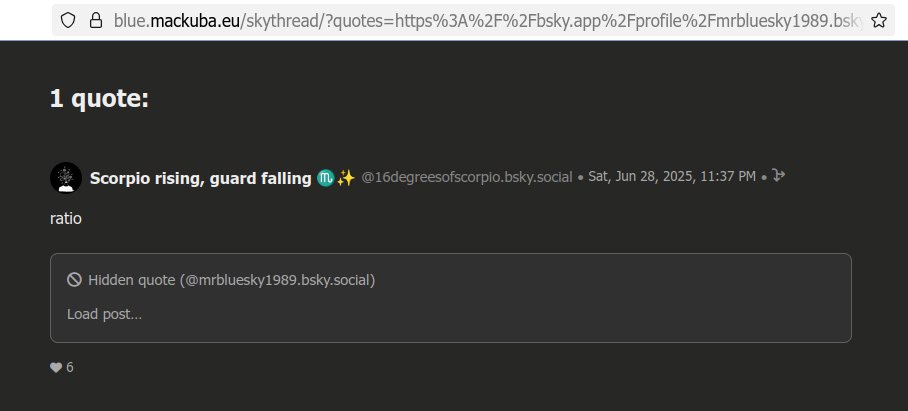 blue.mackuba.eu/skythread/?quotes=https%3A%2F%2Fbsky.app%2Fprofile%2Fmrbluesky1989.bsky
1 quote:
Scorpio rising, guard falling ♏✨ @16degreesofscorpio.bsky.social • Sat, Jun 28, 2025, 11:37 PM •
ratio
Hidden quote (@mrbluesky1989.bsky.social)
Load post...
6